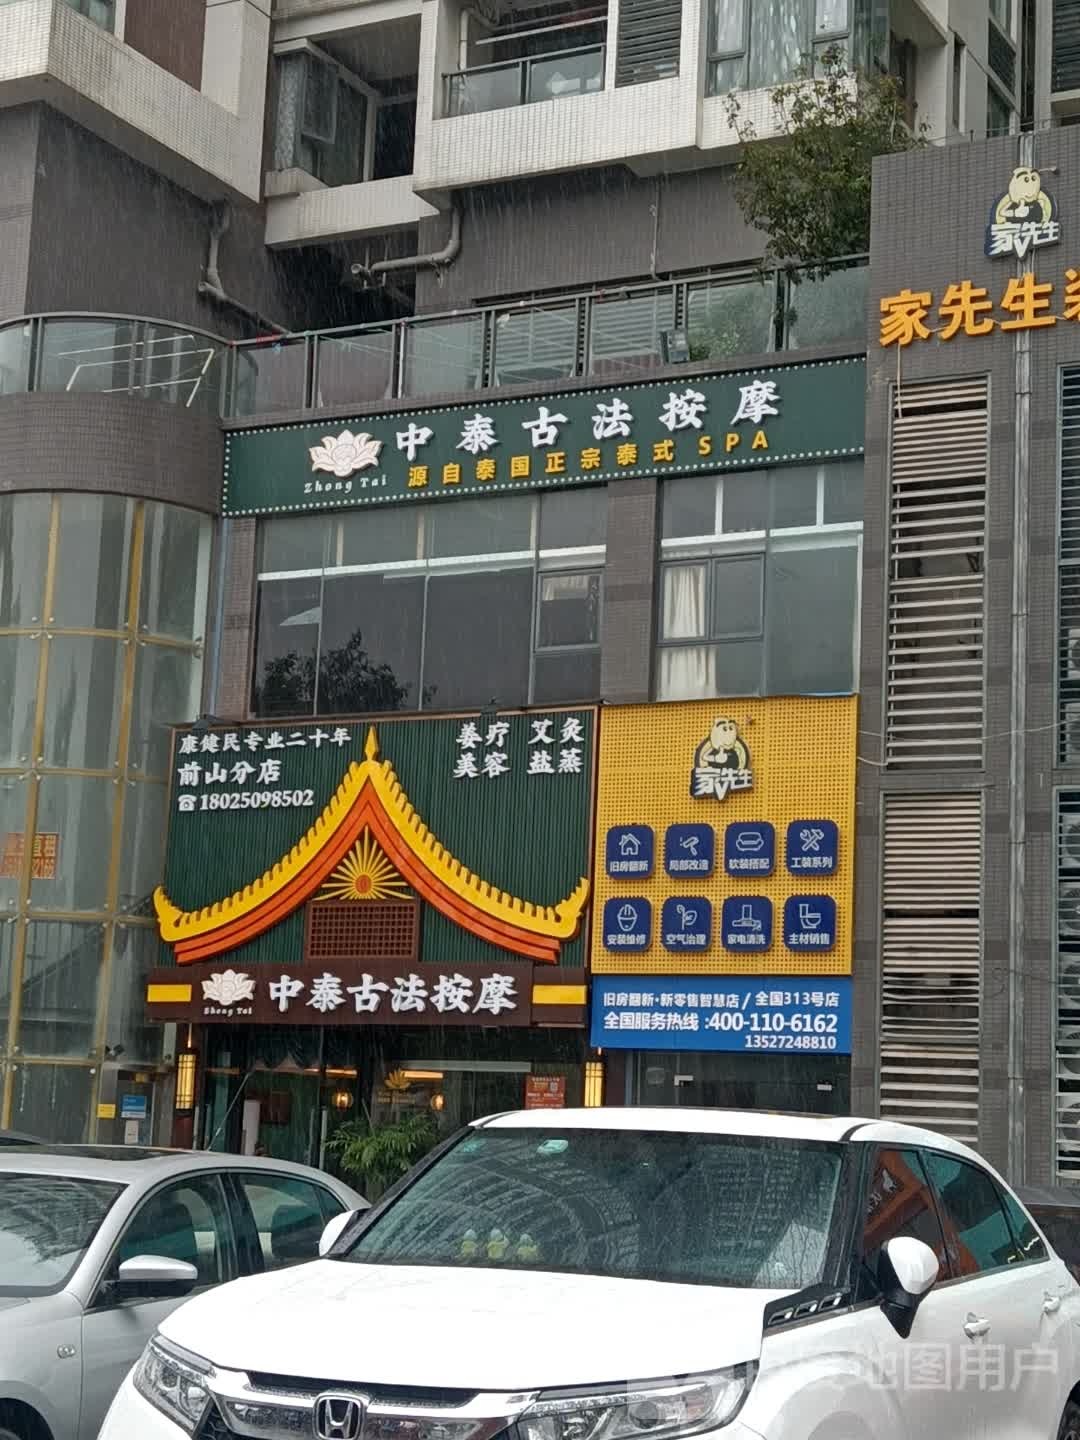 家先生
家先生
中泰古法按摩
Zhong Tai
源自泰国正宗泰式 SPA
康健民专业二十年
前山分店
☎18025098502
姜疗 艾灸
美容 盐蒸
中泰古法按摩
Zhong Tai
家先生
旧房翻新 局部改造 软装搭配 工装系列
安装维修 空气治理 家电清洗 主材销售
旧房翻新·新零售智慧店 / 全国313号店
全国服务热线:400-110-6162
13527248810
直租
地图用户